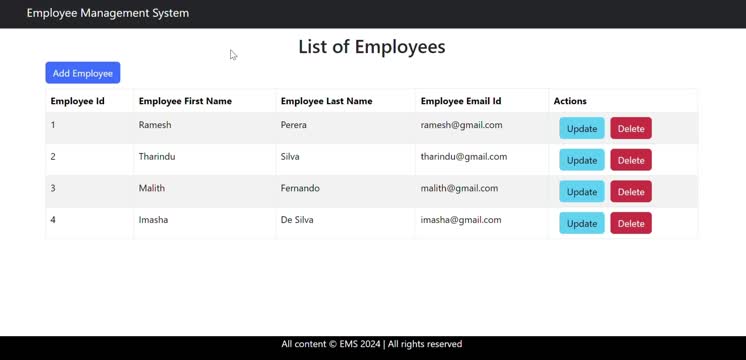 Employee Management System
List of Employees
Add Employee
Employee Id Employee First Name Employee Last Name Employee Email Id Actions
1 Ramesh Perera ramesh@gmail.com Update Delete
2 Tharindu Silva tharindu@gmail.com Update Delete
3 Malith Fernando malith@gmail.com Update Delete
4 Imasha De Silva imasha@gmail.com Update Delete
All content © EMS 2024 | All rights reserved